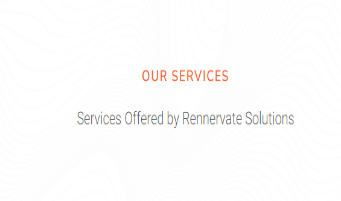 OUR SERVICES
Services Offered by Rennervate Solutions